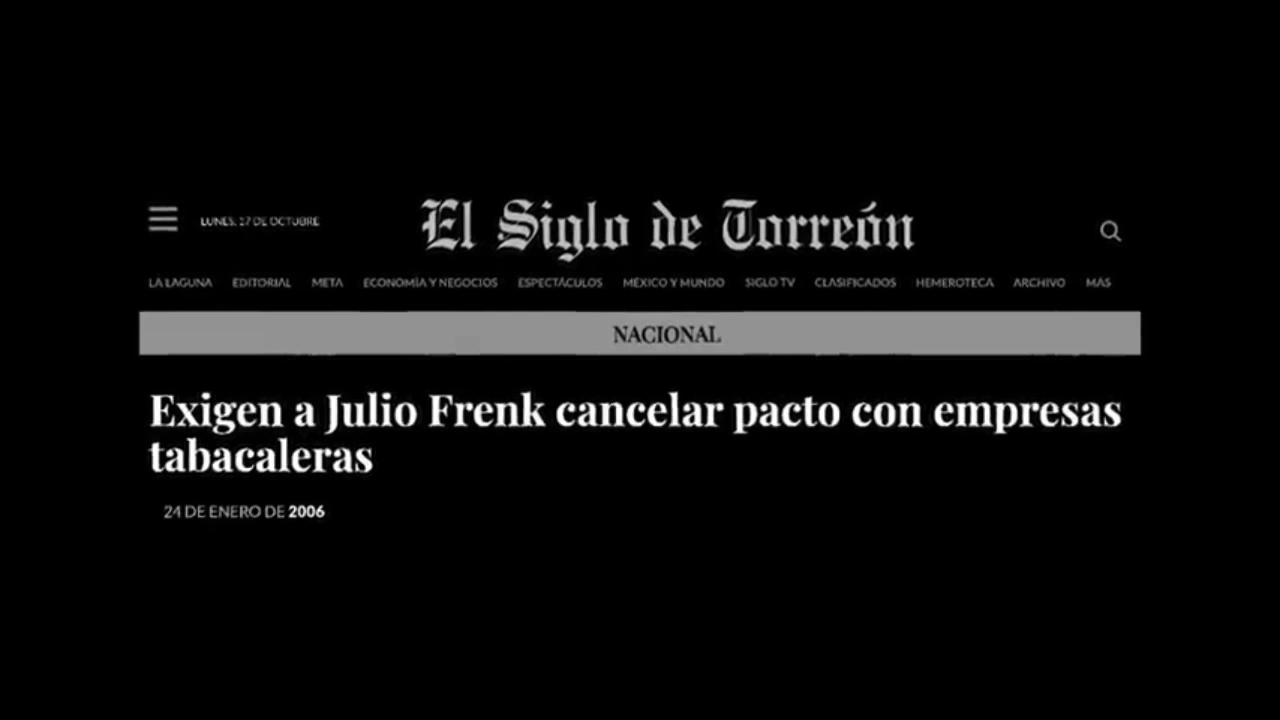 LUNES, 27 DE OCTUBRE
El Siglo de Torreón
LA LAGUNA EDITORIAL META ECONOMÍA Y NEGOCIOS ESPECTÁCULOS MÉXICO Y MUNDO SIGLO TV CLASIFICADOS HEMEROTECA ARCHIVO MÁS
NACIONAL
Exigen a Julio Frenk cancelar pacto con empresas
tabacaleras
24 DE ENERO DE 2006